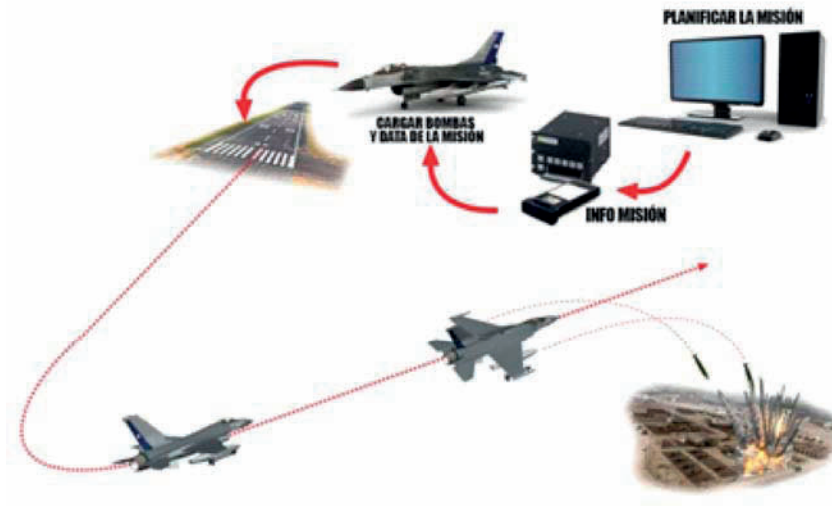 PLANIFICAR LA MISIÓN
CARGAR BOMBAS
Y DATA DE LA MISIÓN
INFO MISIÓN